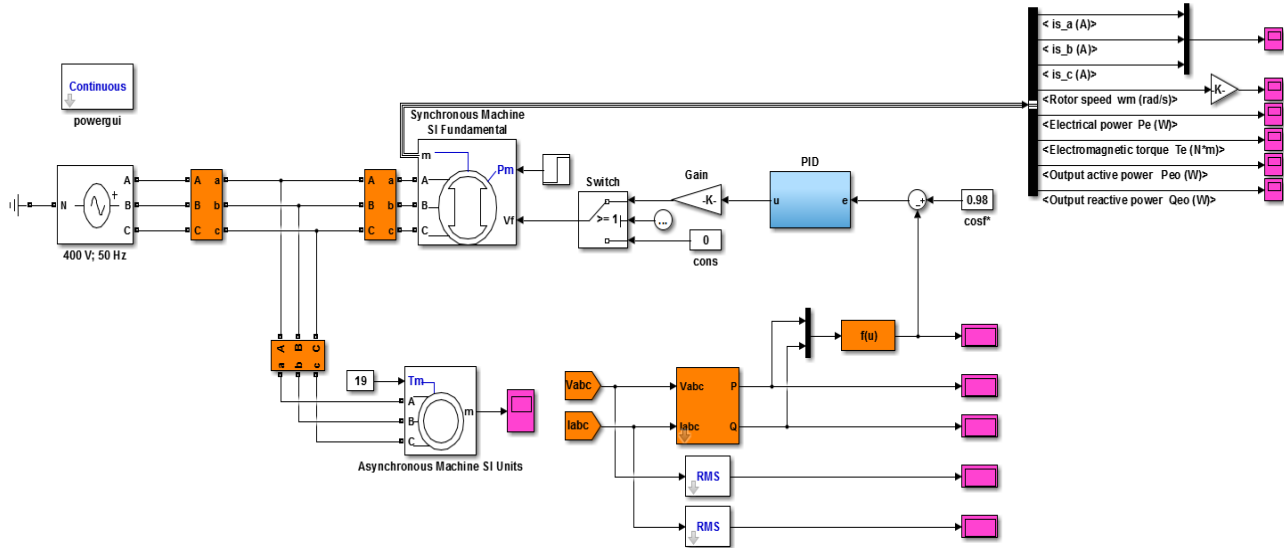 < is_a (A)>
< is_b (A)>
< is_c (A)>
-K-
<Rotor speed wm (rad/s)>
<Electrical power Pe (W)>
<Electromagnetic torque Te (N*m)>
<Output active power Peo (W)>
<Output reactive power Qeo (W)>
Continuous
powergui
Synchronous Machine
SI Fundamental
m
Pm
A
B
C
Vf
N
+
A
B
C
400 V; 50 Hz
A a
B b
C c
A a
B b
C c
Switch
>= 1
...
0
cons
Gain
-K-
PID
u e
+
-
0.98
cosf*
f(u)
A B C
a b c
19
Tm
A
B
C
m
Asynchronous Machine SI Units
Vabc
Iabc
Vabc P
Iabc Q
RMS
RMS